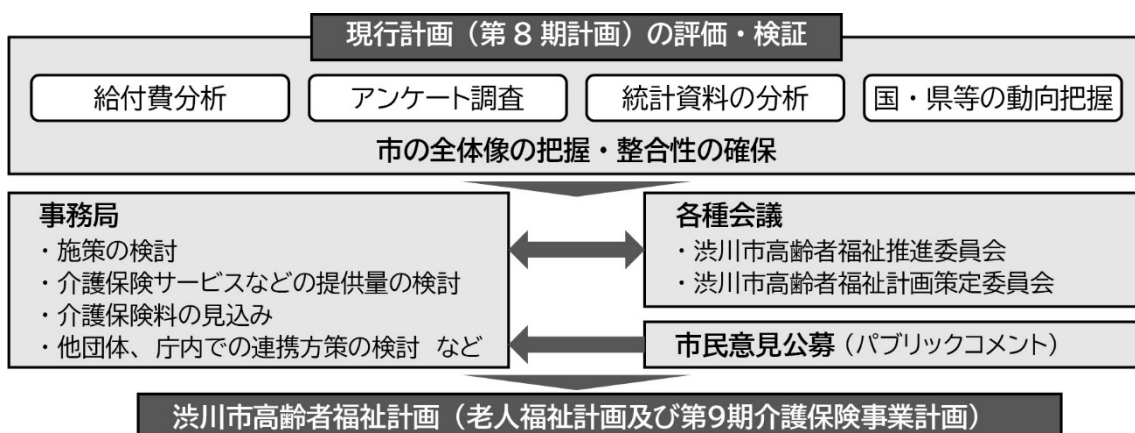 現行計画（第８期計画）の評価・検証
給付費分析
アンケート調査
統計資料の分析
国・県等の動向把握
市の全体像の把握・整合性の確保
事務局
・施策の検討
・介護保険サービスなどの提供量の検討
・介護保険料の見込み
・他団体、庁内での連携方策の検討 など
各種会議
・渋川市高齢者福祉推進委員会
・渋川市高齢者福祉計画策定委員会
市民意見公募（パブリックコメント）
渋川市高齢者福祉計画（老人福祉計画及び第９期介護保険事業計画）